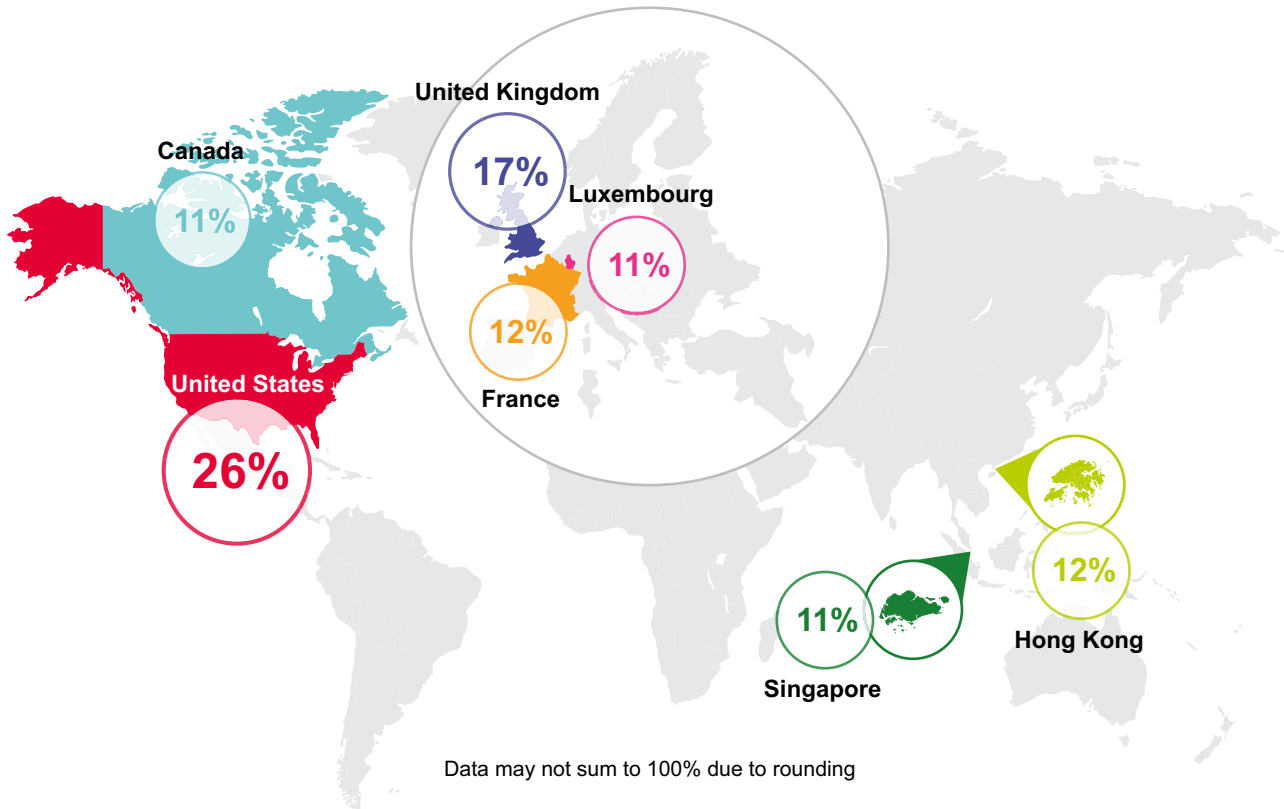 United Kingdom
17%
Canada
11%
Luxembourg
11%
12%
France
United States
26%
12%
Hong Kong
11%
Singapore
Data may not sum to 100% due to rounding